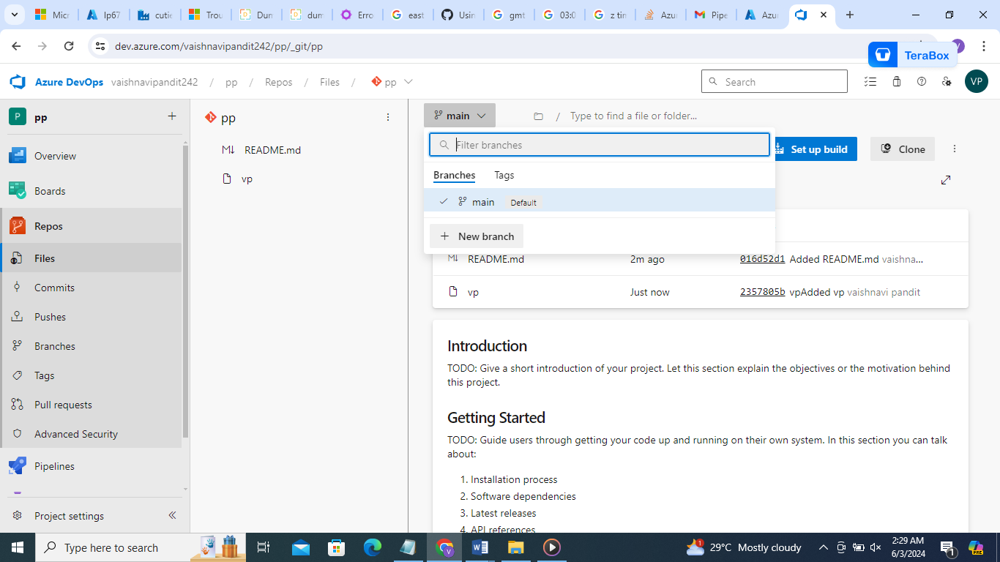 Micr
Ip67
cutie
Trou
Dun
dum
Erro
east
Usin
gmt
03:0
z tin
Azu
Pipe
Azu
dev.azure.com/vaishnavipandit242/pp/_git/pp
V
TeraBox
Azure DevOps vaishnavipandit242 / pp / Repos / Files / pp
Search
VP
P pp
Overview
Boards
Repos
Files
Commits
Pushes
Branches
Tags
Pull requests
Advanced Security
Pipelines
Project settings
pp
README.md
vp
main
/ Type to find a file or folder...
Filter branches
Set up build
Clone
Branches Tags
main Default
New branch
README.md 2m ago 016d52d1 Added README.md vaishna...
vp Just now 2357805b vpAdded vp vaishnavi pandit
Introduction
TODO: Give a short introduction of your project. Let this section explain the objectives or the motivation behind
this project.
Getting Started
TODO: Guide users through getting your code up and running on their own system. In this section you can talk
about:
1. Installation process
2. Software dependencies
3. Latest releases
4. API references
Type here to search
1
29°C Mostly cloudy
2:29 AM
6/3/2024
1
PRE